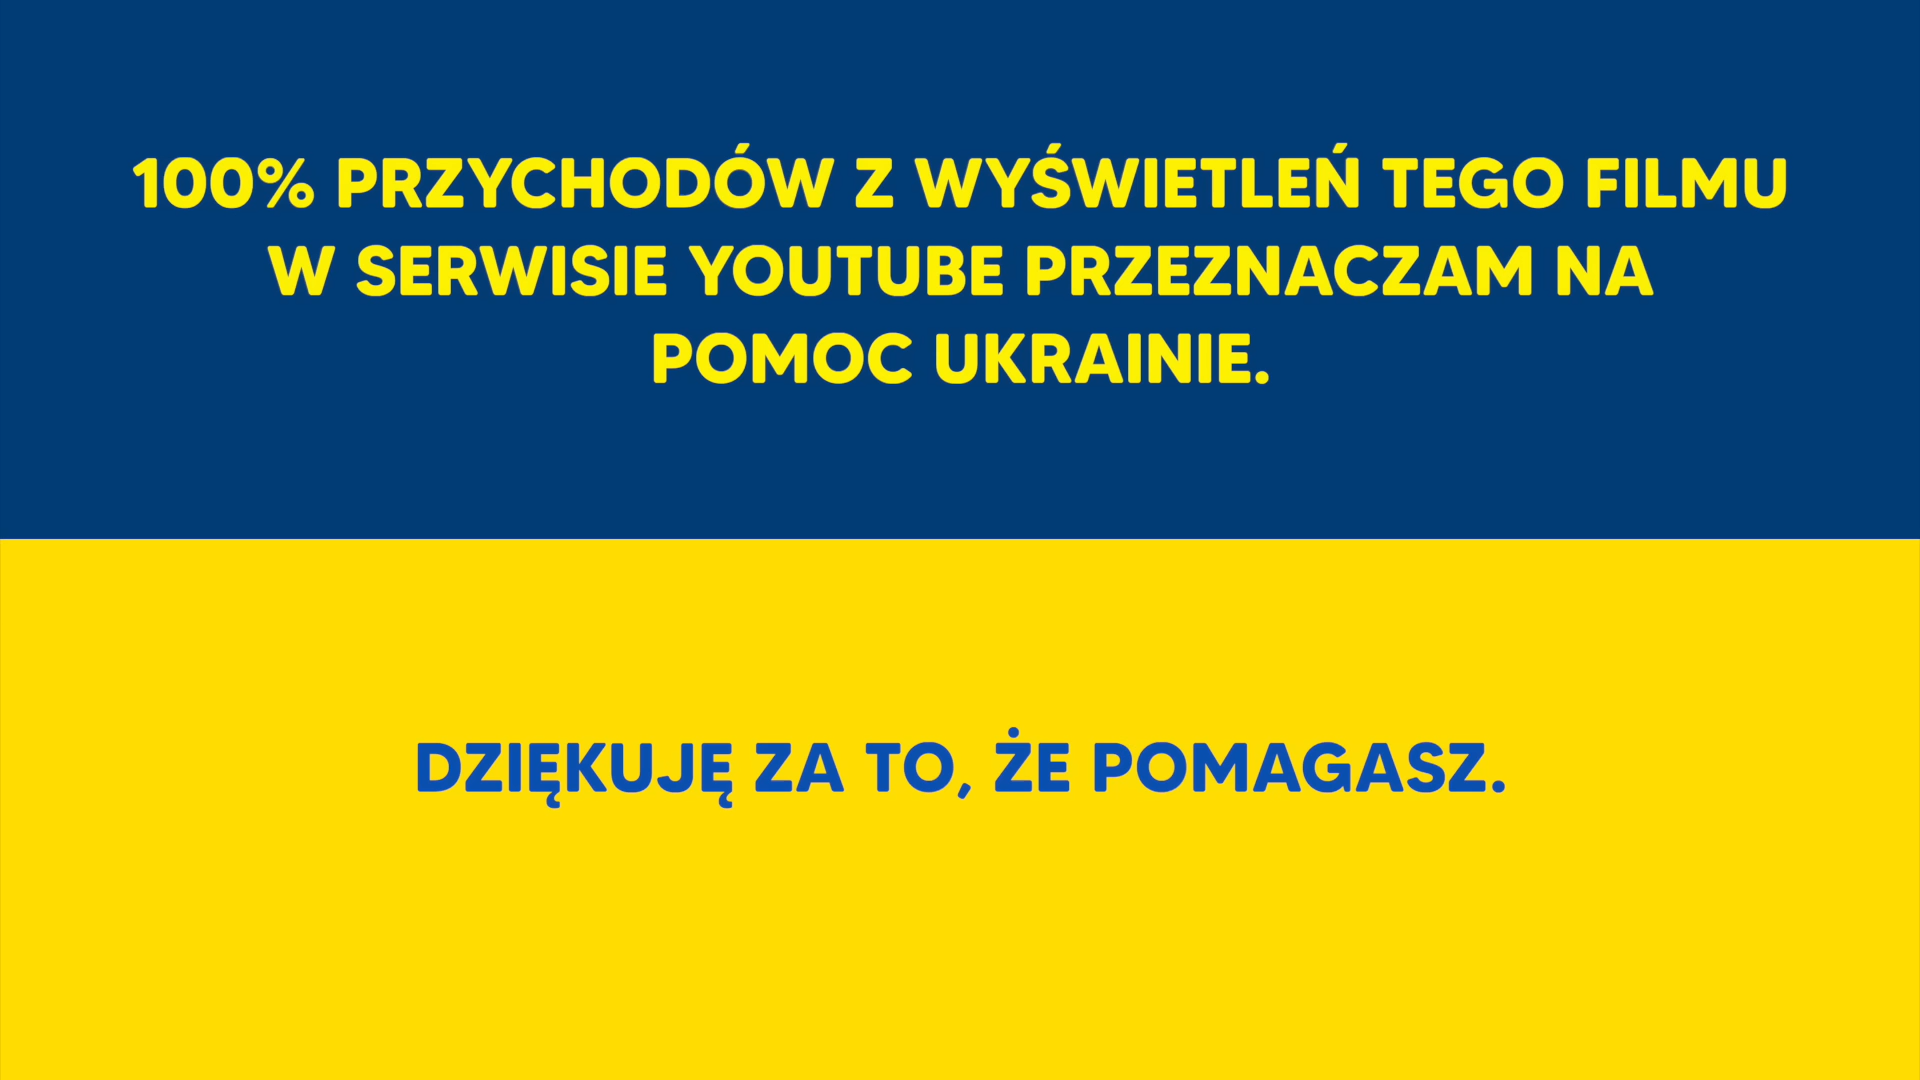 100% PRZYCHODÓW Z WYŚWIETLEŃ TEGO FILMU
W SERWISIE YOUTUBE PRZEZNACZAM NA
POMOC UKRAINIE.
DZIĘKUJĘ ZA TO, ŻE POMAGASZ.